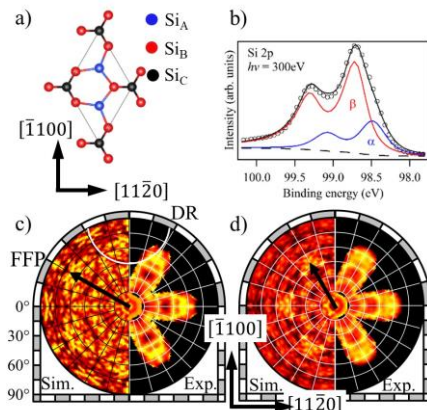 a)
Si_A
Si_B
Si_C
[1̄100]
[112̄0]
b)
Si 2p
hν = 300eV
Intensity (arb. units)
β
α
100.0 99.5 99.0 98.5 98.0
Binding energy (eV)
c)
DR
d)
FFP
0°
30°
60°
90°
Sim.
Exp.
[1̄100]
[112̄0]
Sim.
Exp.